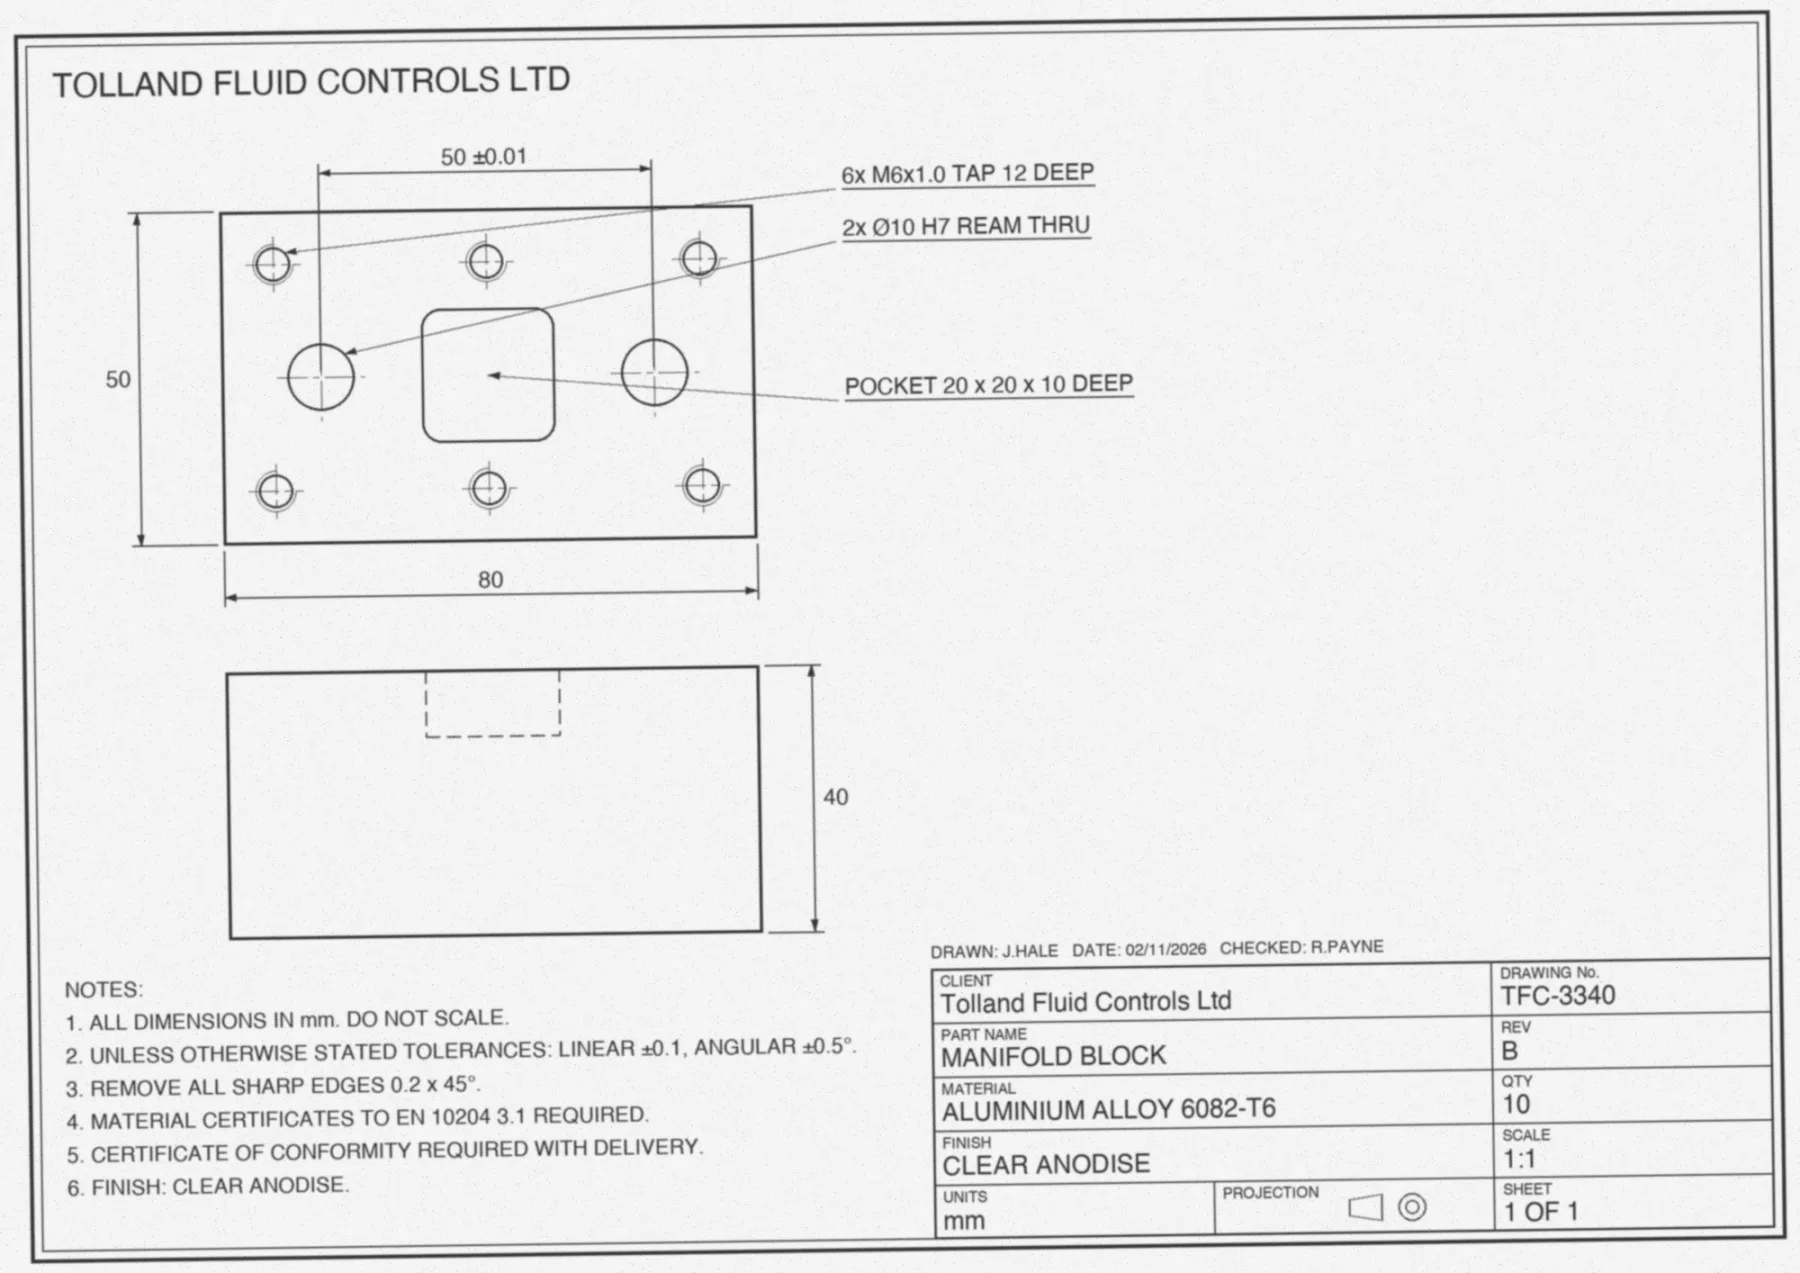 TOLLAND FLUID CONTROLS LTD
50 ±0.01
6x M6x1.0 TAP 12 DEEP
2x Ø10 H7 REAM THRU
50
POCKET 20 x 20 x 10 DEEP
80
40
NOTES:
1. ALL DIMENSIONS IN mm. DO NOT SCALE.
2. UNLESS OTHERWISE STATED TOLERANCES: LINEAR ±0.1, ANGULAR ±0.5°.
3. REMOVE ALL SHARP EDGES 0.2 x 45°.
4. MATERIAL CERTIFICATES TO EN 10204 3.1 REQUIRED.
5. CERTIFICATE OF CONFORMITY REQUIRED WITH DELIVERY.
6. FINISH: CLEAR ANODISE.
DRAWN: J.HALE DATE: 02/11/2026 CHECKED: R.PAYNE
CLIENT
Tolland Fluid Controls Ltd
DRAWING No.
TFC-3340
PART NAME
MANIFOLD BLOCK
REV
B
MATERIAL
ALUMINIUM ALLOY 6082-T6
QTY
10
FINISH
CLEAR ANODISE
SCALE
1:1
UNITS
mm
PROJECTION
SHEET
1 OF 1